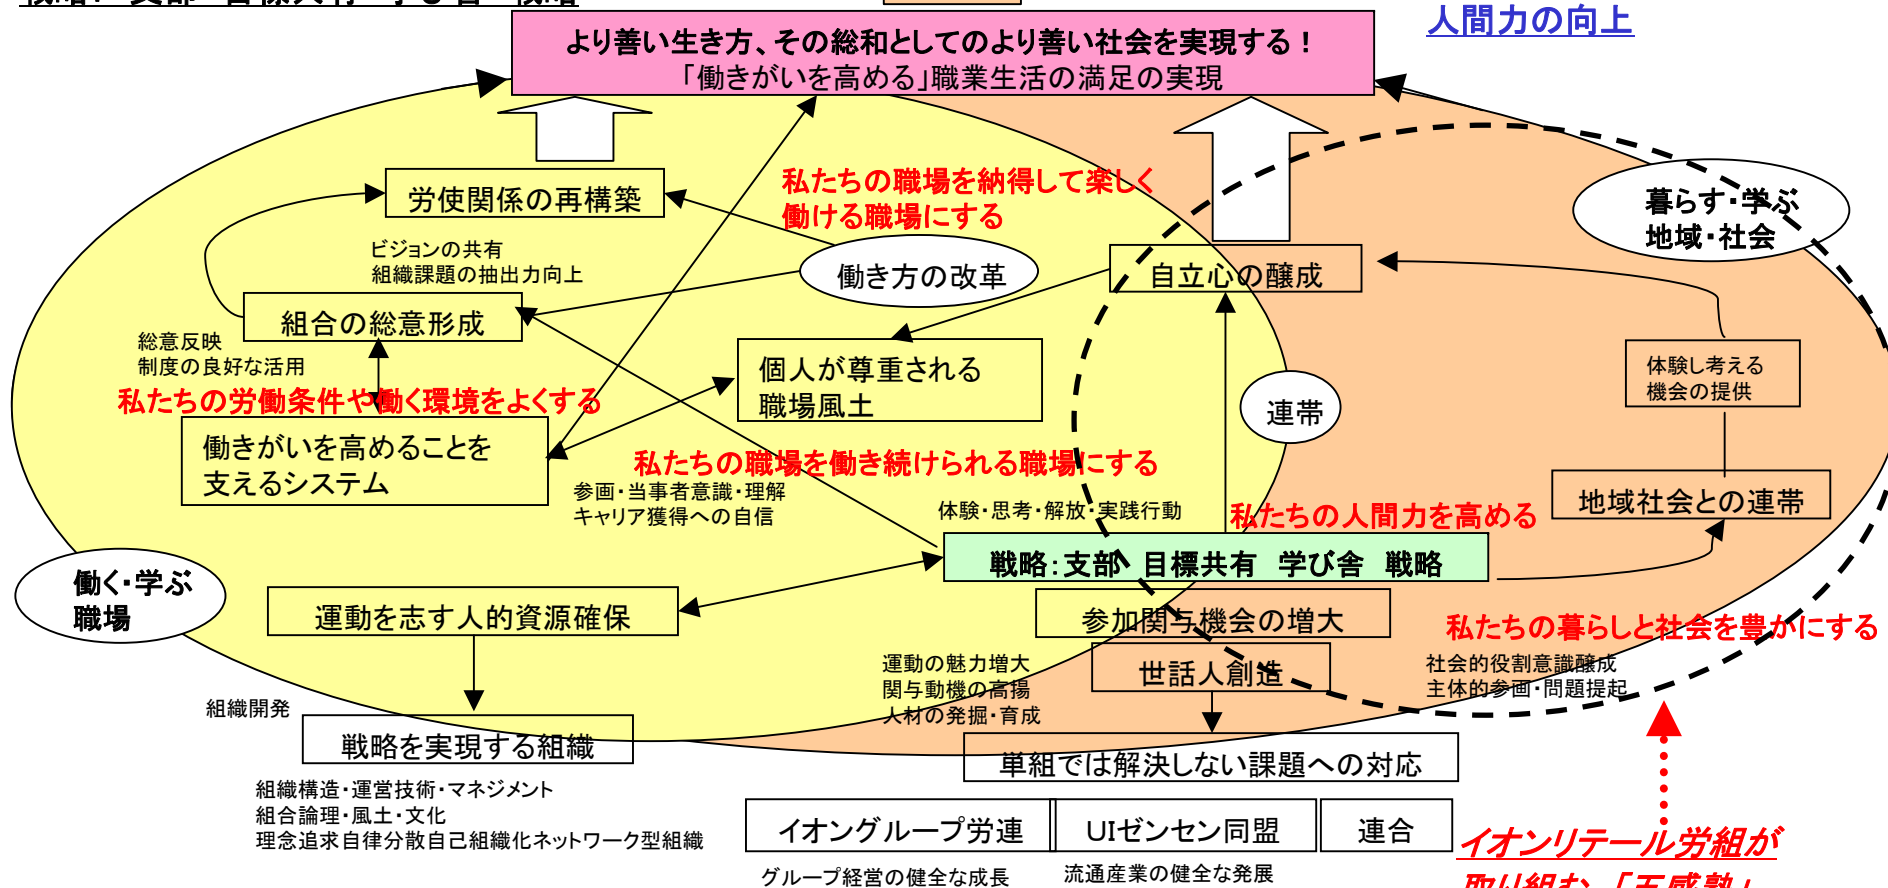 人間力の向上
より善い生き方、その総和としてのより善い社会を実現する！
「働きがいを高める」職業生活の満足の実現
労使関係の再構築
私たちの職場を納得して楽しく
働ける職場にする
暮らす・学ぶ
地域・社会
ビジョンの共有
組織課題の抽出力向上
働き方の改革
自立心の醸成
組合の総意形成
総意反映
制度の良好な活用
個人が尊重される
職場風土
体験し考える
機会の提供
私たちの労働条件や働く環境をよくする
連帯
働きがいを高めることを
支えるシステム
私たちの職場を働き続けられる職場にする
参画・当事者意識・理解
キャリア獲得への自信
体験・思考・解放・実践行動
私たちの人間力を高める
地域社会との連帯
戦略：支部　目標共有　学び舎　戦略
働く・学ぶ
職場
運動を志す人的資源確保
参加関与機会の増大
私たちの暮らしと社会を豊かにする
運動の魅力増大
関与動機の高揚
人材の発掘・育成
世話人創造
社会的役割意識醸成
主体的参画・問題提起
組織開発
戦略を実現する組織
単組では解決しない課題への対応
組織構造・運営技術・マネジメント
組合論理・風土・文化
理念追求自律分散自己組織化ネットワーク型組織
イオングループ労連
UIゼンセン同盟
連合
グループ経営の健全な成長
流通産業の健全な発展
イオンリテール労組が
取り組む 「五感塾」